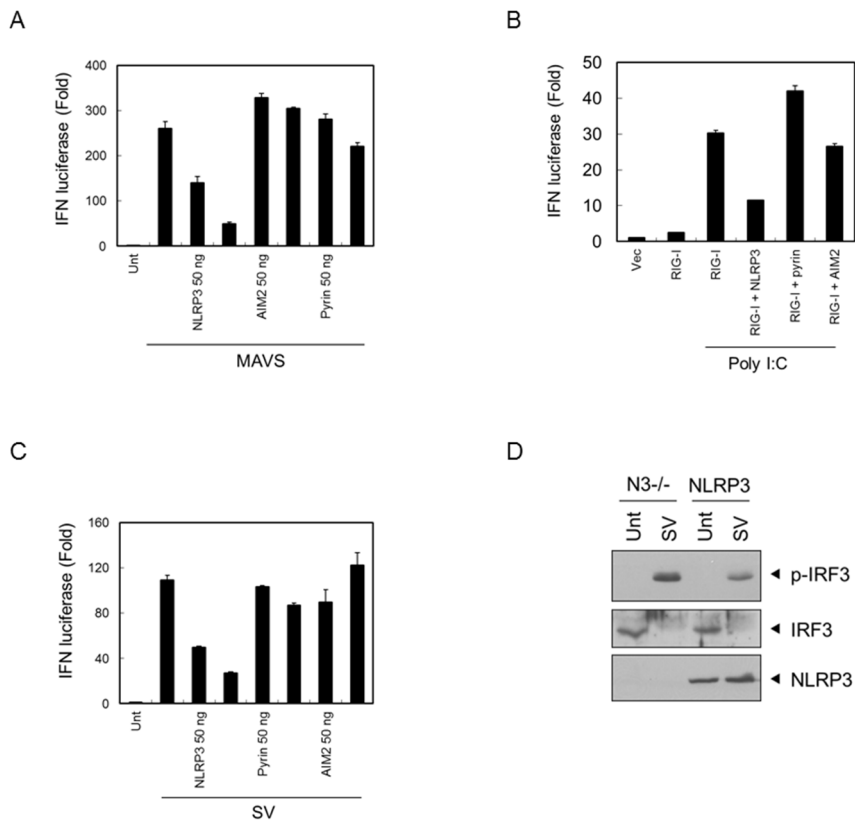 A
IFN luciferase (Fold)
400
300
200
100
0
Unt
NLRP3 50 ng
AIM2 50 ng
Pyrin 50 ng
MAVS
B
IFN luciferase (Fold)
50
40
30
20
10
0
Vec
RIG-I
RIG-I
RIG-I + NLRP3
RIG-I + pyrin
RIG-I + AIM2
Poly I:C
C
IFN luciferase (Fold)
160
120
80
40
0
Unt
NLRP3 50 ng
Pyrin 50 ng
AIM2 50 ng
SV
D
N3-/- NLRP3
Unt SV Unt SV
p-IRF3
IRF3
NLRP3